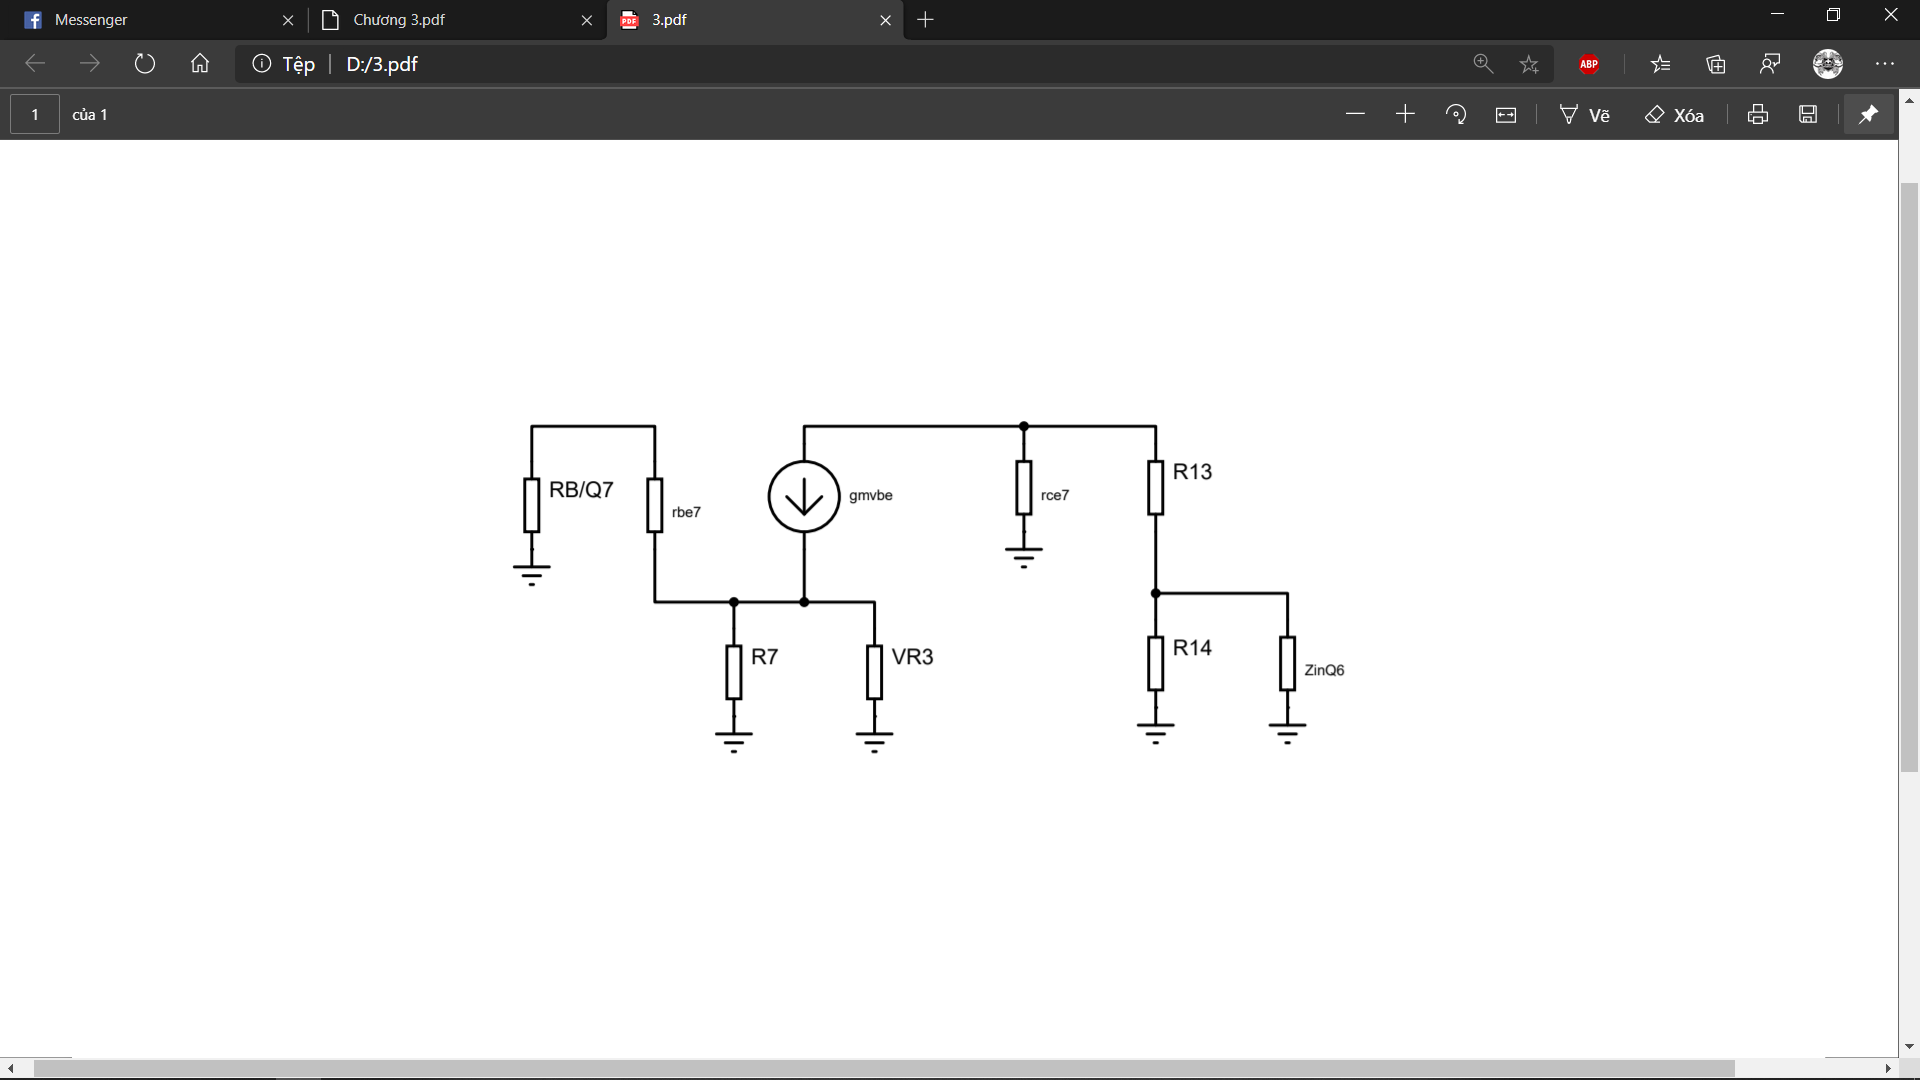 Messenger
Chương 3.pdf
3.pdf
Tệp
D:/3.pdf
ABP
1
của 1
Vẽ
Xóa
RB/Q7
rbe7
gmvbe
rce7
R13
R7
VR3
R14
ZinQ6